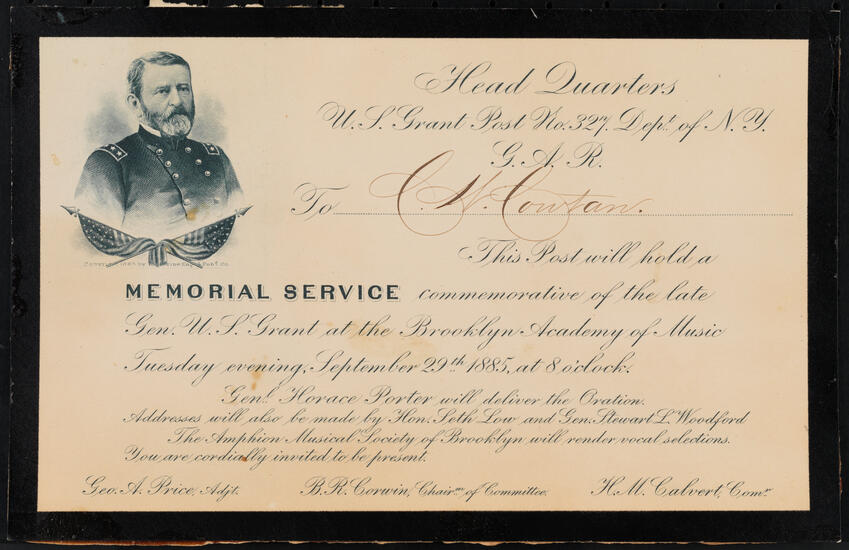 Head Quarters
U. S. Grant Post No. 327. Dept. of N. Y.
G. A. R.
To C. W. Cowtan.
This Post will hold a
MEMORIAL SERVICE commemorative of the late
Gen. U. S. Grant at the Brooklyn Academy of Music
Tuesday evening, September 29th 1885, at 8 o'clock.
Genl. Horace Porter will deliver the Oration.
Addresses will also be made by Hon. Seth Low and Gen. Stewart L. Woodford
The Amphion Musical Society of Brooklyn will render vocal selections.
You are cordially invited to be present.
Geo. A. Price, Adjt. B. R. Corwin, Chairmn. of Committee. H. M. Calvert, Comr.